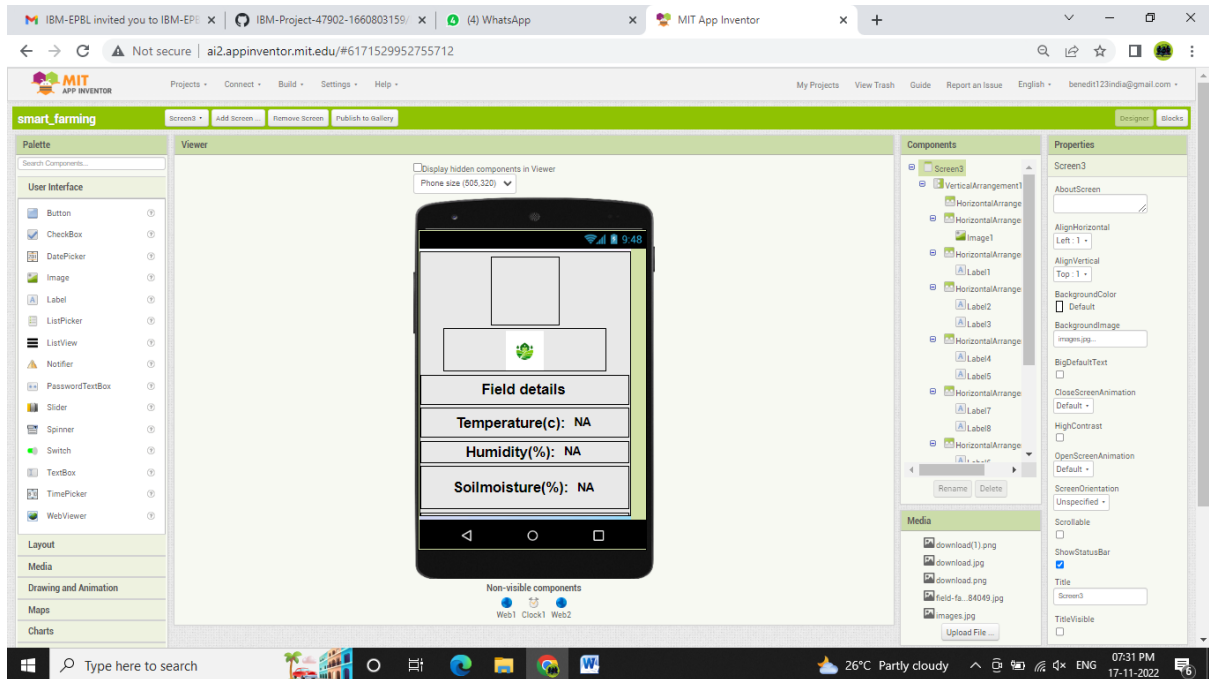 IBM-EPBL invited you to IBM-EPB
IBM-Project-47902-1660803159/
(4) WhatsApp
MIT App Inventor
Not secure | ai2.appinventor.mit.edu/#6171529952755712
MIT
APP INVENTOR
Projects
Connect
Build
Settings
Help
My Projects
View Trash
Guide
Report an Issue
English
benedit123india@gmail.com
smart_farming
Screen3
Add Screen ...
Remove Screen
Publish to Gallery
Designer
Blocks
Palette
Search Components...
User Interface
Button
CheckBox
DatePicker
Image
Label
ListPicker
ListView
Notifier
PasswordTextBox
Slider
Spinner
Switch
TextBox
TimePicker
WebViewer
Layout
Media
Drawing and Animation
Maps
Charts
Viewer
Display hidden components in Viewer
Phone size (505,320)
9:48
Field details
Temperature(c): NA
Humidity(%): NA
Soilmoisture(%): NA
Non-visible components
Web1 Clock1 Web2
Components
Screen3
VerticalArrangement1
HorizontalArrange
HorizontalArrange
Image1
HorizontalArrange
Label1
HorizontalArrange
Label2
Label3
HorizontalArrange
Label4
Label5
HorizontalArrange
Label7
Label8
HorizontalArrange
Rename
Delete
Media
download(1).png
download.jpg
download.png
field-fa...84049.jpg
images.jpg
Upload File ...
Properties
Screen3
AboutScreen
AlignHorizontal
Left : 1
AlignVertical
Top : 1
BackgroundColor
Default
BackgroundImage
images.jpg...
BigDefaultText
CloseScreenAnimation
Default
HighContrast
OpenScreenAnimation
Default
ScreenOrientation
Unspecified
Scrollable
ShowStatusBar
Title
Screen3
TitleVisible
Type here to search
26°C Partly cloudy
ENG
07:31 PM
17-11-2022
6